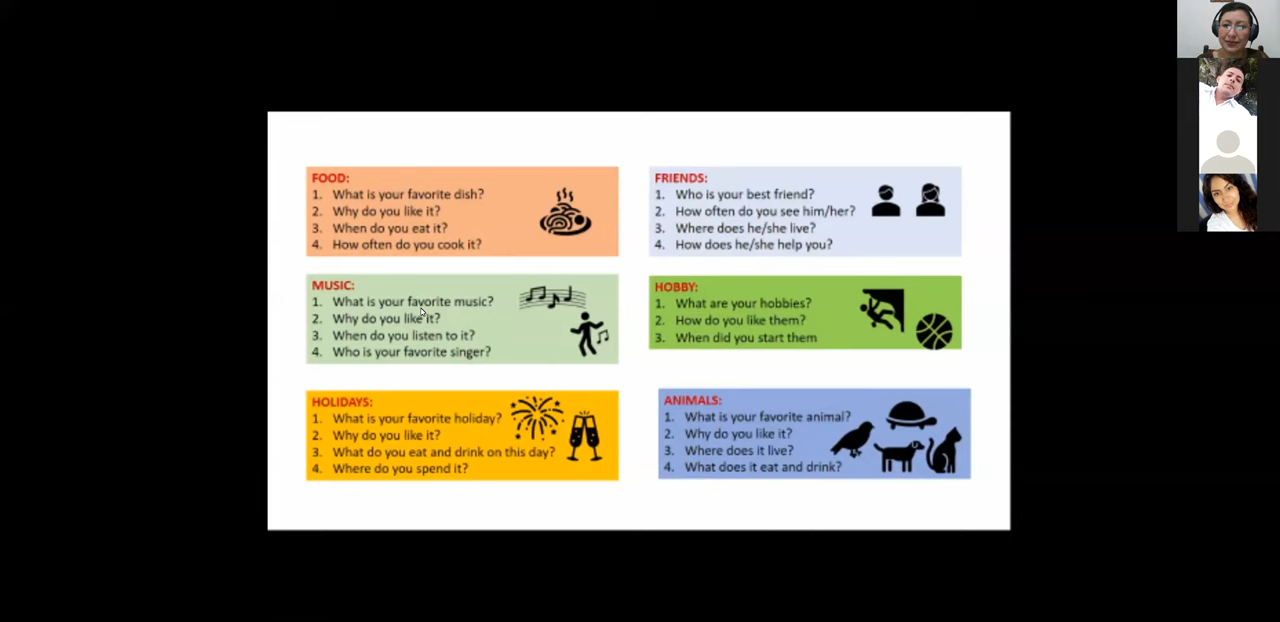 FOOD:
1. What is your favorite dish?
2. Why do you like it?
3. When do you eat it?
4. How often do you cook it?
FRIENDS:
1. Who is your best friend?
2. How often do you see him/her?
3. Where does he/she live?
4. How does he/she help you?
MUSIC:
1. What is your favorite music?
2. Why do you like it?
3. When do you listen to it?
4. Who is your favorite singer?
HOBBY:
1. What are your hobbies?
2. How do you like them?
3. When did you start them
HOLIDAYS:
1. What is your favorite holiday?
2. Why do you like it?
3. What do you eat and drink on this day?
4. Where do you spend it?
ANIMALS:
1. What is your favorite animal?
2. Why do you like it?
3. Where does it live?
4. What does it eat and drink?